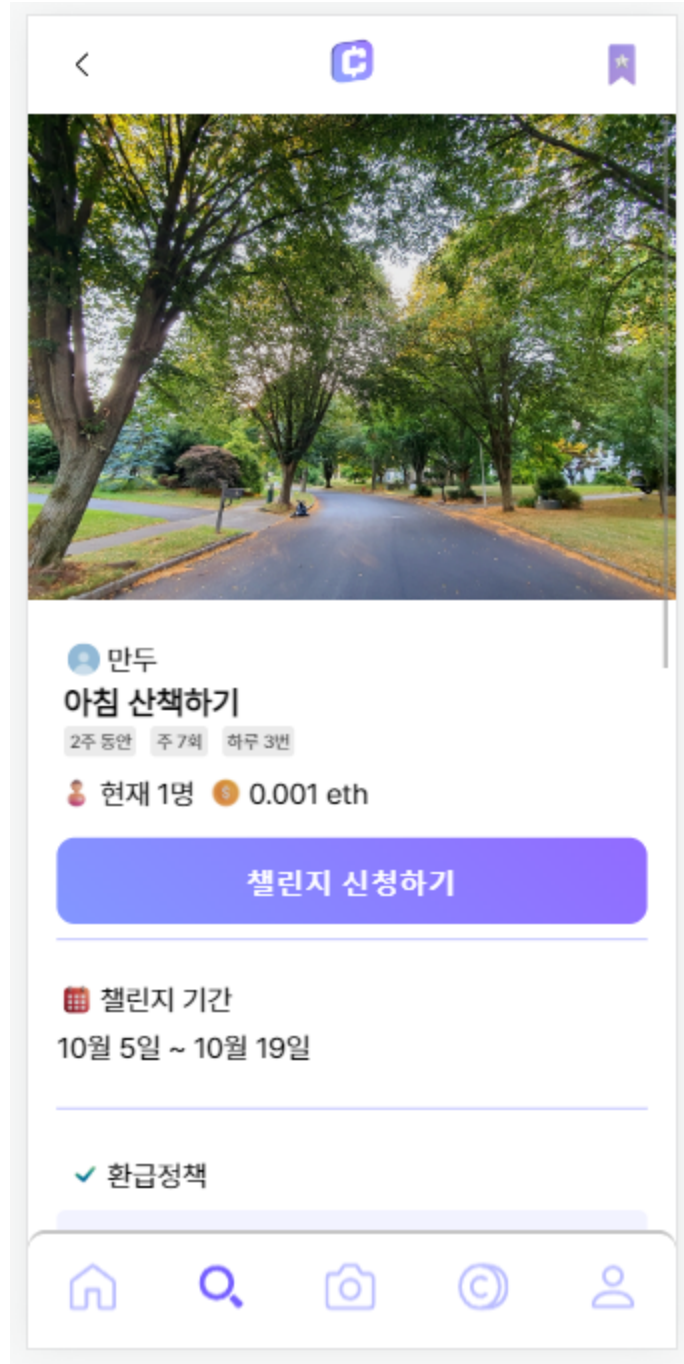 만두
아침 산책하기
2주 동안 주 7회 하루 3번
현재 1명 0.001 eth
챌린지 신청하기
챌린지 기간
10월 5일 ~ 10월 19일
환급정책